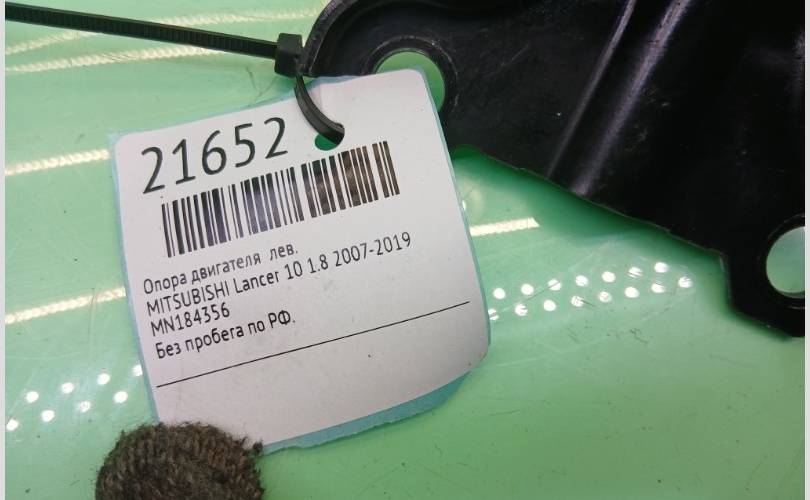 21652
Опора двигателя лев.
MITSUBISHI Lancer 10 1.8 2007-2019
MN184356
Без пробега по РФ.